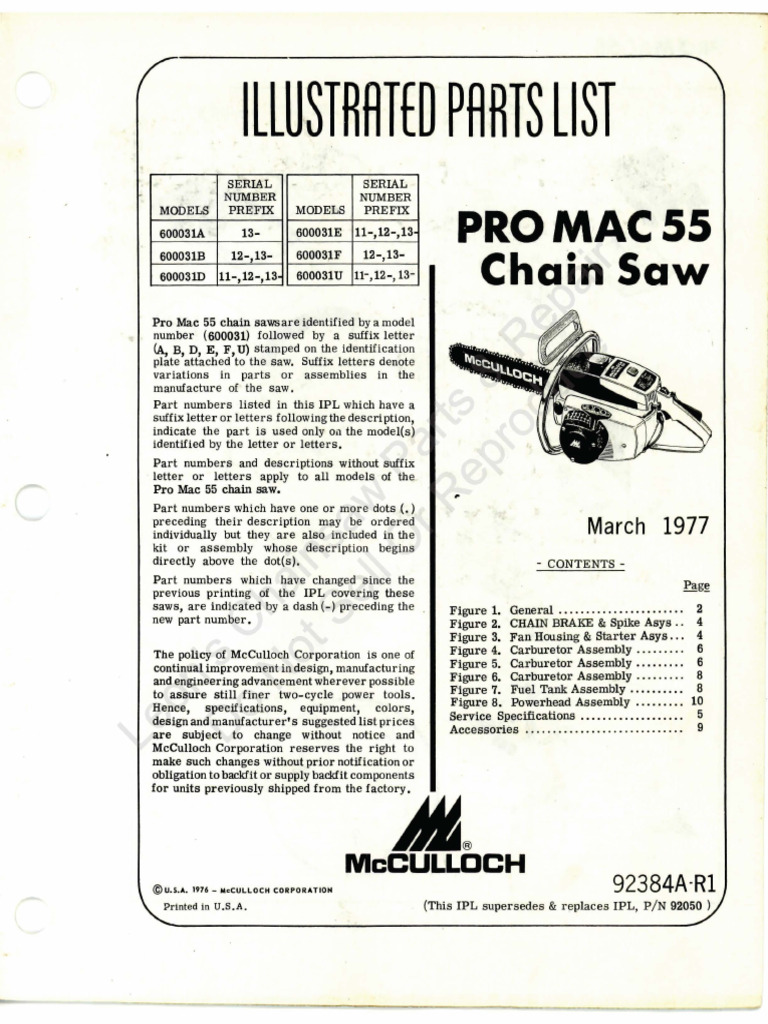 ILLUSTRATED PARTS LIST
MODELS SERIAL NUMBER PREFIX MODELS SERIAL NUMBER PREFIX
600031A 13- 600031E 11-,12-,13-
600031B 12-,13- 600031F 12-,13-
600031D 11-,12-,13- 600031U 11-,12-,13-
PRO MAC 55
Chain Saw
McCULLOCH
Pro Mac 55 chain saws are identified by a model
number (600031) followed by a suffix letter
(A, B, D, E, F, U) stamped on the identification
plate attached to the saw. Suffix letters denote
variations in parts or assemblies in the
manufacture of the saw.
Part numbers listed in this IPL which have a
suffix letter or letters following the description,
indicate the part is used only on the model(s)
identified by the letter or letters.
Part numbers and descriptions without suffix
letter or letters apply to all models of the
Pro Mac 55 chain saw.
Part numbers which have one or more dots (.)
preceding their description may be ordered
individually but they are also included in the
kit or assembly whose description begins
directly above the dot(s).
Part numbers which have changed since the
previous printing of the IPL covering these
saws, are indicated by a dash (-) preceding the
new part number.
The policy of McCulloch Corporation is one of
continual improvement in design, manufacturing
and engineering advancement wherever possible
to assure still finer two-cycle power tools.
Hence, specifications, equipment, colors,
design and manufacturer's suggested list prices
are subject to change without notice and
McCulloch Corporation reserves the right to
make such changes without prior notification or
obligation to backfit or supply backfit components
for units previously shipped from the factory.
March 1977
- CONTENTS -
Page
Figure 1. General ...................... 2
Figure 2. CHAIN BRAKE & Spike Asys .. 4
Figure 3. Fan Housing & Starter Asys ... 4
Figure 4. Carburetor Assembly ......... 6
Figure 5. Carburetor Assembly ......... 6
Figure 6. Carburetor Assembly ......... 8
Figure 7. Fuel Tank Assembly .......... 8
Figure 8. Powerhead Assembly ......... 10
Service Specifications .................. 5
Accessories ............................ 9
®
McCULLOCH
© U.S.A. 1976 - McCULLOCH CORPORATION
Printed in U.S.A.
92384A-R1
(This IPL supersedes & replaces IPL, P/N 92050 )